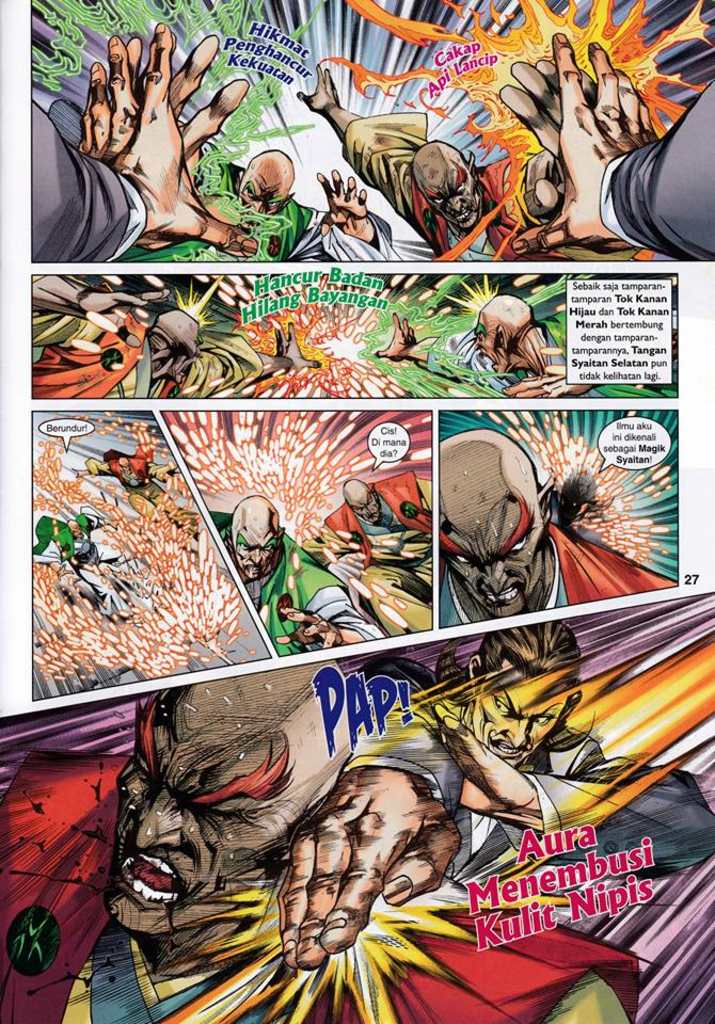 Hikmat
Penghancur
Kekuatan
Cakap
Api Lancip
Hancur Badan
Hilang Bayangan
Sebaik saja tamparan-
tamparan Tok Kanan
Hijau dan Tok Kanan
Merah bertembung
dengan tamparan-
tamparannya, Tangan
Syaitan Selatan pun
tidak kelihatan lagi.
Berundur!
Cis!
Di mana
dia?
Ilmu aku
ini dikenali
sebagai Magik
Syaitan!
27
PAP!
Aura
Menembusi
Kulit Nipis